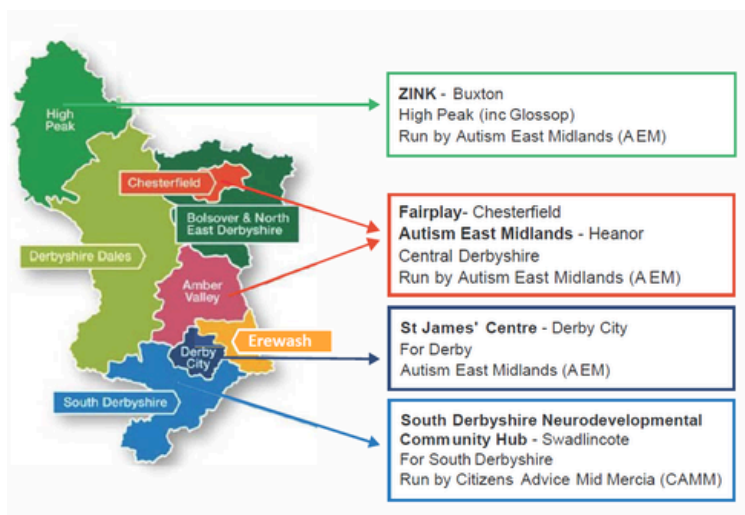 High
Peak
Chesterfield
Bolsover & North
East Derbyshire
Derbyshire Dales
Amber
Valley
Erewash
Derby
City
South Derbyshire
ZINK - Buxton
High Peak (inc Glossop)
Run by Autism East Midlands (AEM)
Fairplay- Chesterfield
Autism East Midlands - Heanor
Central Derbyshire
Run by Autism East Midlands (AEM)
St James' Centre - Derby City
For Derby
Autism East Midlands (AEM)
South Derbyshire Neurodevelopmental
Community Hub - Swadlincote
For South Derbyshire
Run by Citizens Advice Mid Mercia (CAMM)